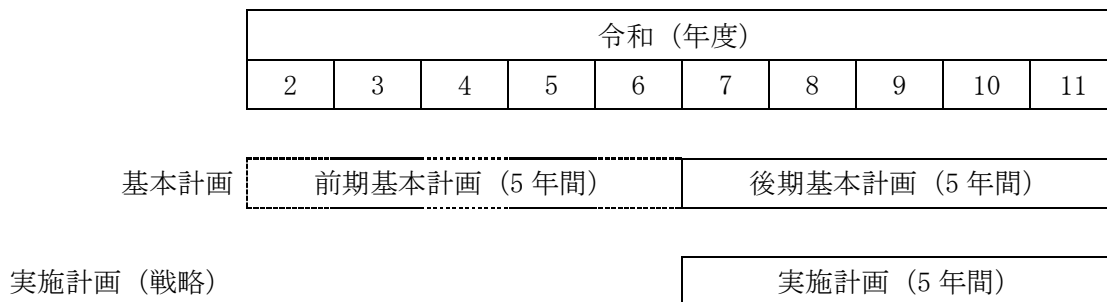 令和（年度）
2 3 4 5 6 7 8 9 10 11
基本計画 前期基本計画（5 年間） 後期基本計画（5 年間）
実施計画（戦略） 実施計画（5 年間）